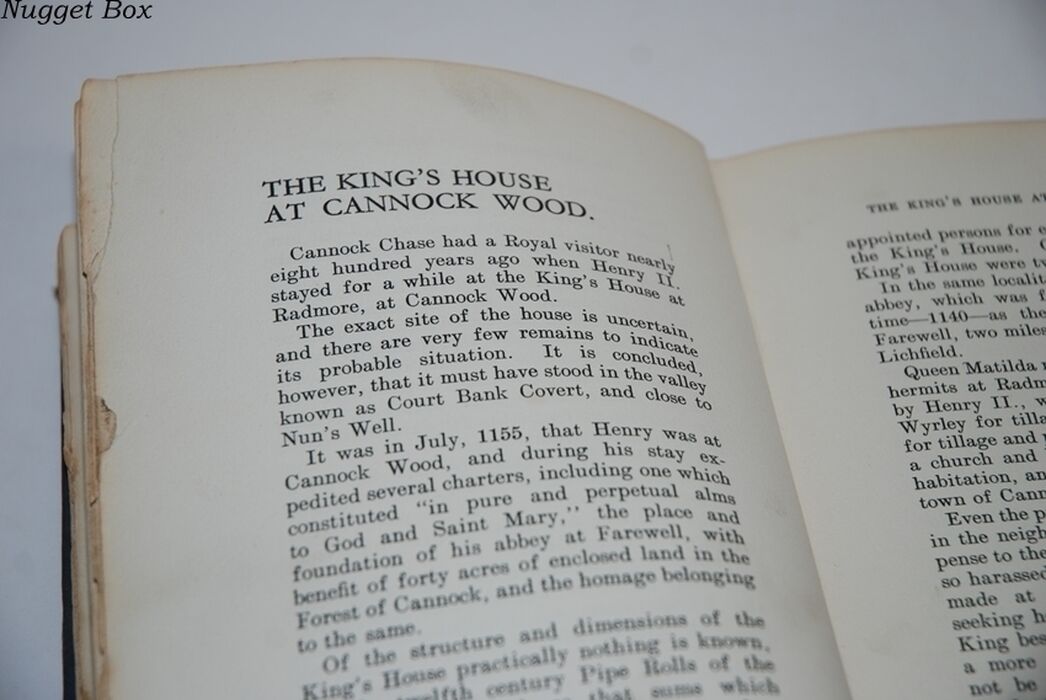 Nugget Box
THE KING'S HOUSE
AT CANNOCK WOOD.
Cannock Chase had a Royal visitor nearly
eight hundred years ago when Henry II.
stayed for a while at the King's House at
Radmore, at Cannock Wood.
The exact site of the house is uncertain,
and there are very few remains to indicate
its probable situation. It is concluded,
however, that it must have stood in the valley
known as Court Bank Covert, and close to
Nun's Well.
It was in July, 1155, that Henry was at
Cannock Wood, and during his stay ex-
pedited several charters, including one which
constituted "in pure and perpetual alms
to God and Saint Mary," the place and
foundation of his abbey at Farewell, with
benefit of forty acres of enclosed land in the
Forest of Cannock, and the homage belonging
to the same.
Of the structure and dimensions of the
King's House practically nothing is known,
century Pipe Rolls of the
that sums which
THE KING'S HOUSE
appointed persons for
the King's House.
King's House were
In the same
abbey, which was
time—1140—as the
Farewell, two miles
Lichfield.
Queen Matilda
hermits at
by Henry II.,
Wyrley for
for tillage and
a church and
habitation,
town of
Even the
in the
pense to the
so harassed
made at
seeking
King
a more
not be